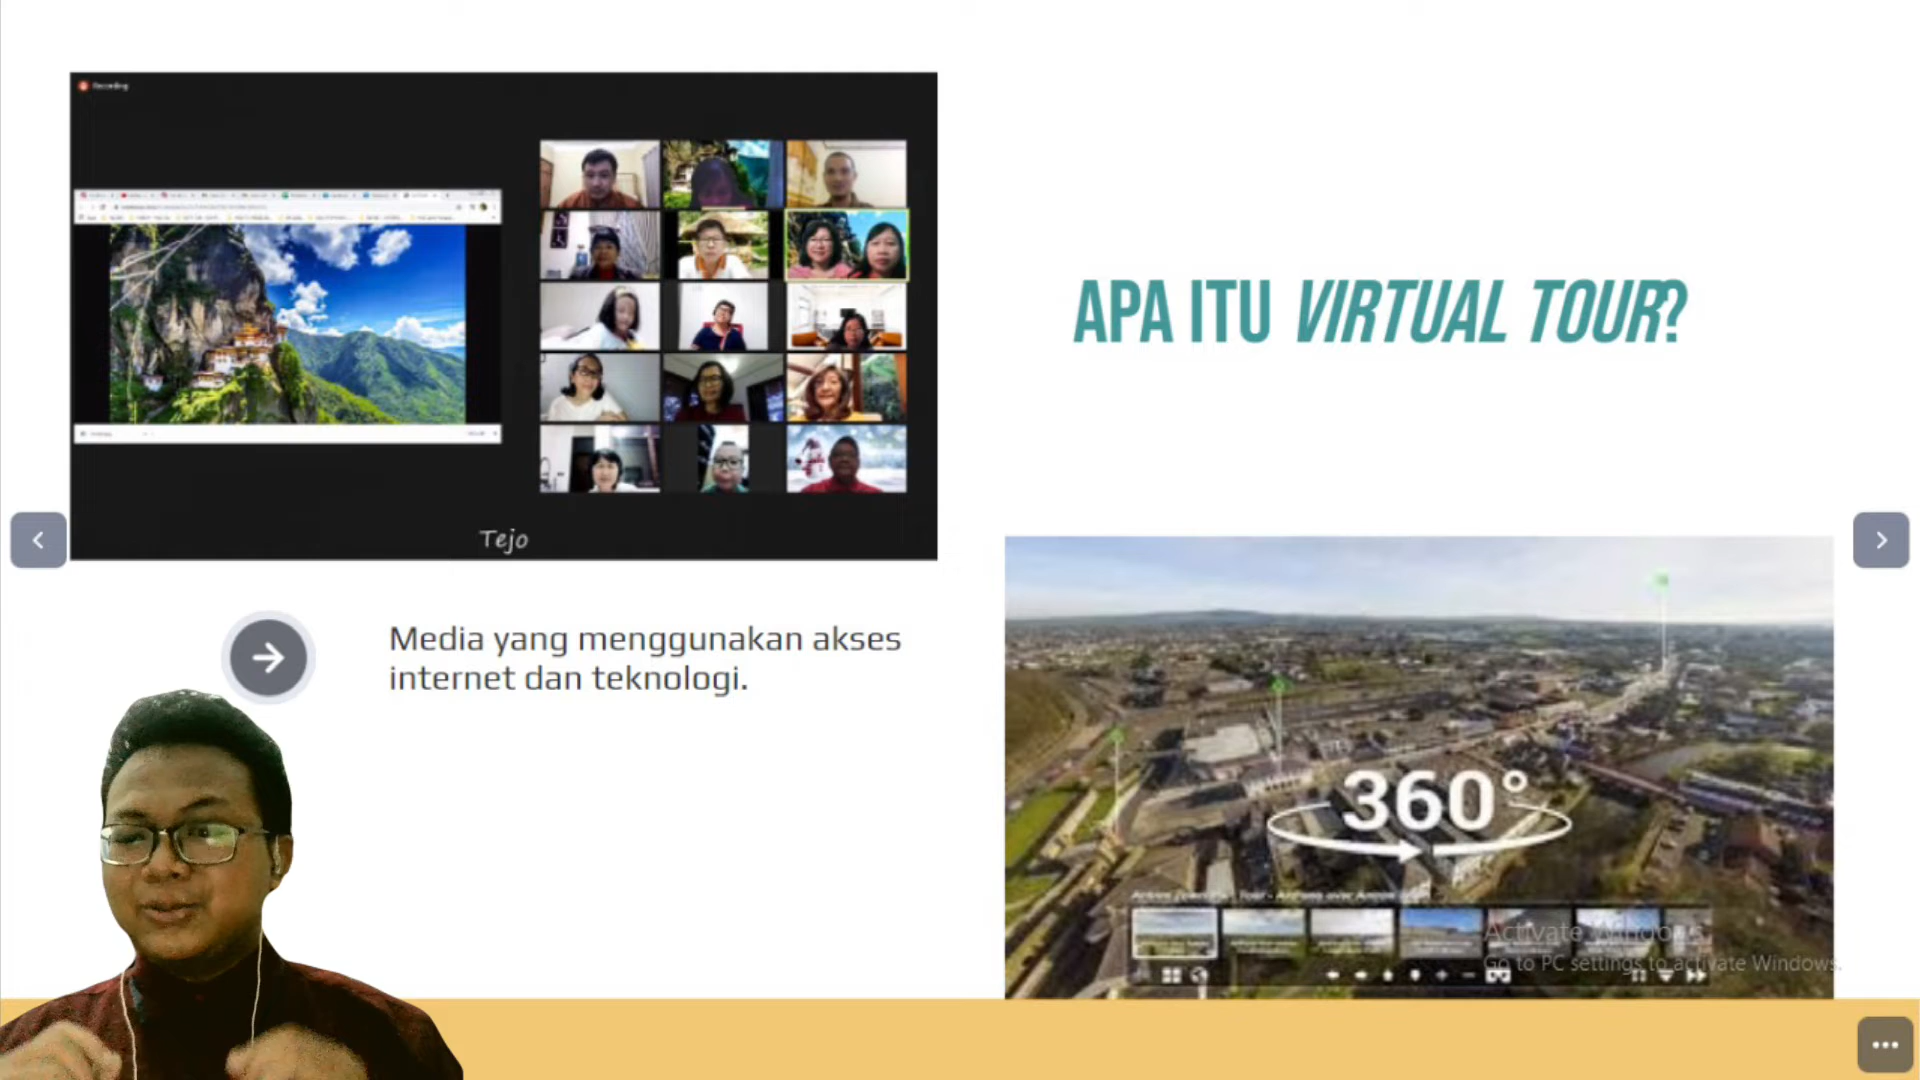 Recording
APA ITU VIRTUAL TOUR?
Tejo
Media yang menggunakan akses
internet dan teknologi.
360°
Activate Windows
Go to PC settings to activate Windows.